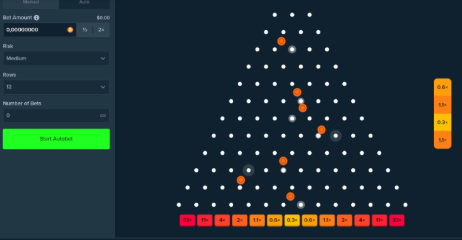 Manual Auto
Bet Amount $0.00
0,00000000 ½ 2×
Risk
Medium
Rows
12
Number of Bets
0
Start Autobet
0.6×
1.1×
0.3×
1.1×
33× 11× 4× 2× 1.1× 0.6× 0.3× 0.6× 1.1× 2× 4× 11× 33×